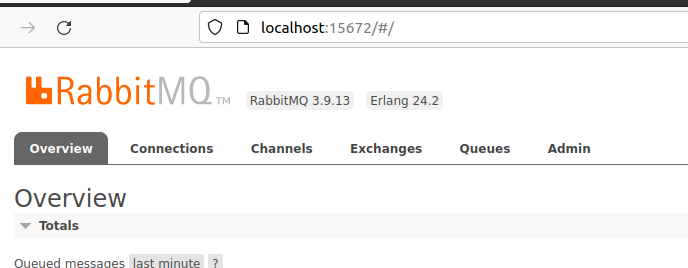 localhost:15672/#/
RabbitMQ TM RabbitMQ 3.9.13 Erlang 24.2
Overview Connections Channels Exchanges Queues Admin
Overview
Totals
Queued messages last minute ?